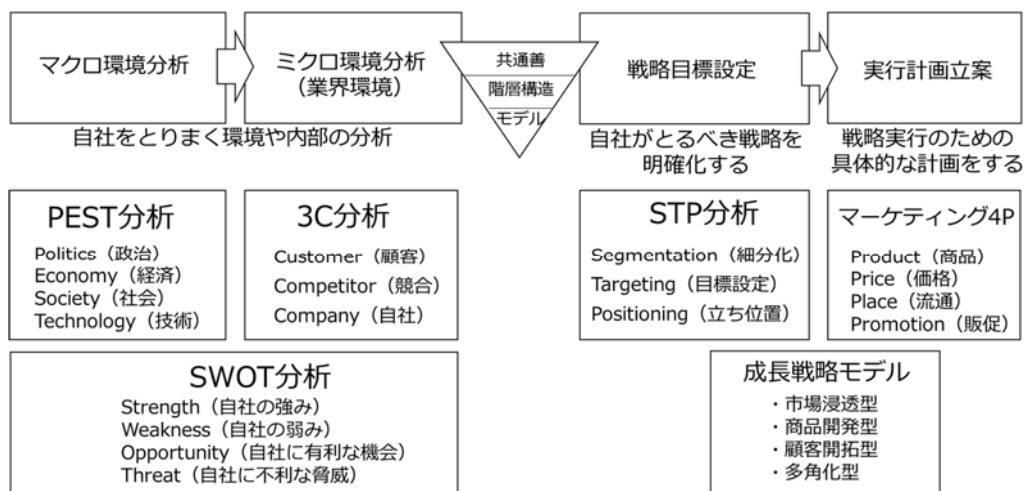 マクロ環境分析
ミクロ環境分析
（業界環境）
共通善
階層構造
モデル
戦略目標設定
実行計画立案
自社をとりまく環境や内部の分析
自社がとるべき戦略を
明確化する
戦略実行のための
具体的な計画をする
PEST分析
Politics（政治）
Economy（経済）
Society（社会）
Technology（技術）
3C分析
Customer（顧客）
Competitor（競合）
Company（自社）
STP分析
Segmentation（細分化）
Targeting（目標設定）
Positioning（立ち位置）
マーケティング4P
Product（商品）
Price（価格）
Place（流通）
Promotion（販促）
SWOT分析
Strength（自社の強み）
Weakness（自社の弱み）
Opportunity（自社に有利な機会）
Threat（自社に不利な脅威）
成長戦略モデル
・市場浸透型
・商品開発型
・顧客開拓型
・多角化型